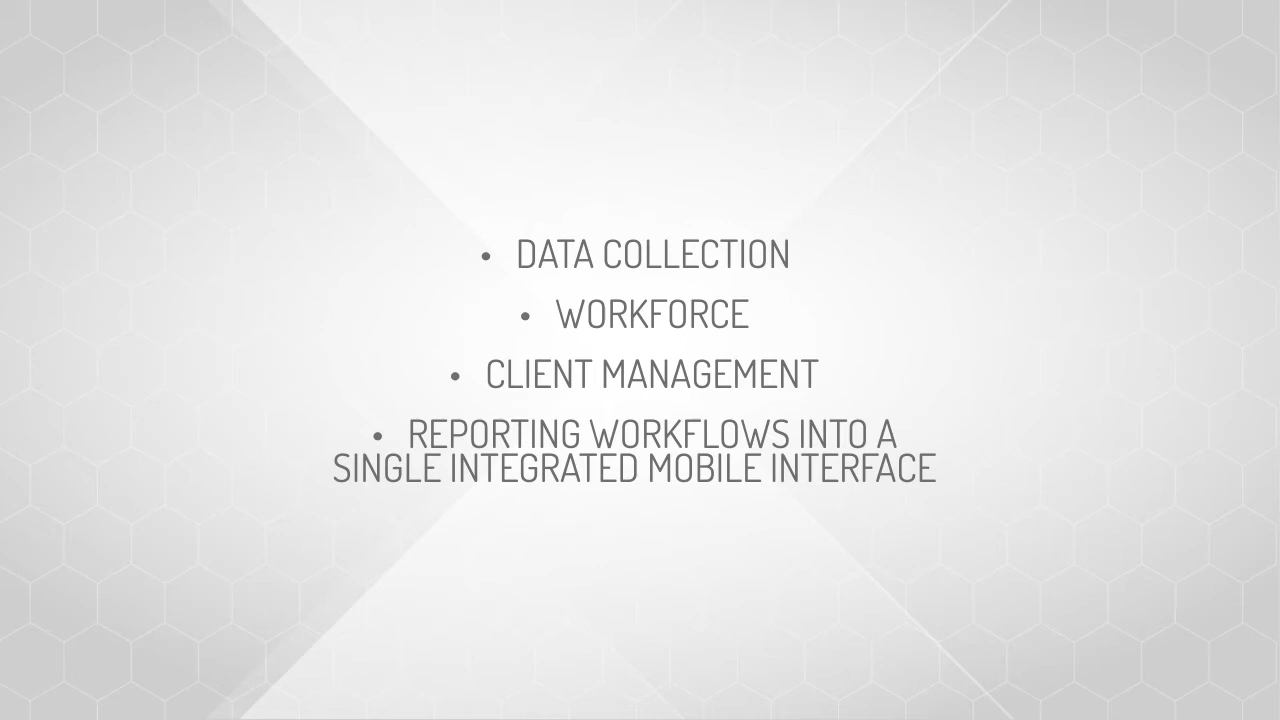 • DATA COLLECTION
• WORKFORCE
• CLIENT MANAGEMENT
• REPORTING WORKFLOWS INTO A
SINGLE INTEGRATED MOBILE INTERFACE